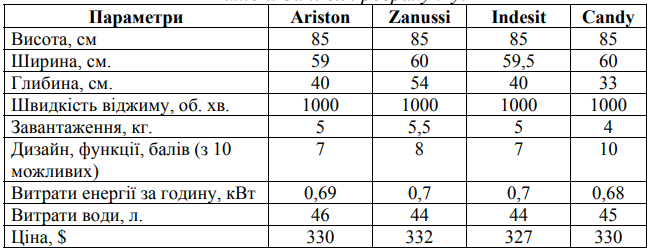 Параметри Ariston Zanussi Indesit Candy
Висота, см 85 85 85 85
Ширина, см. 59 60 59,5 60
Глибина, см. 40 54 40 33
Швидкість віджиму, об. хв. 1000 1000 1000 1000
Завантаження, кг. 5 5,5 5 4
Дизайн, функції, балів (з 10 7 8 7 10
можливих)
Витрати енергії за годину, кВт 0,69 0,7 0,7 0,68
Витрати води, л. 46 44 44 45
Ціна, $ 330 332 327 330